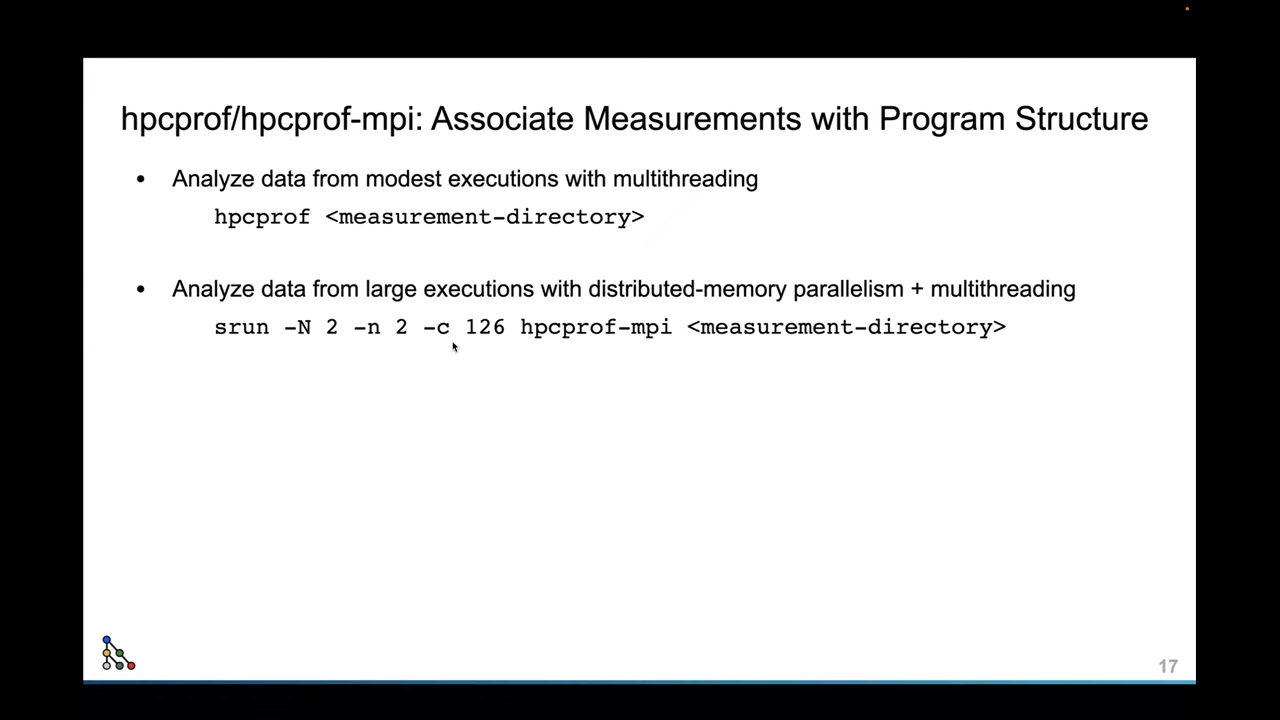 hpcprof/hpcprof-mpi: Associate Measurements with Program Structure
• Analyze data from modest executions with multithreading
hpcprof <measurement-directory>
• Analyze data from large executions with distributed-memory parallelism + multithreading
srun -N 2 -n 2 -c 126 hpcprof-mpi <measurement-directory>
17